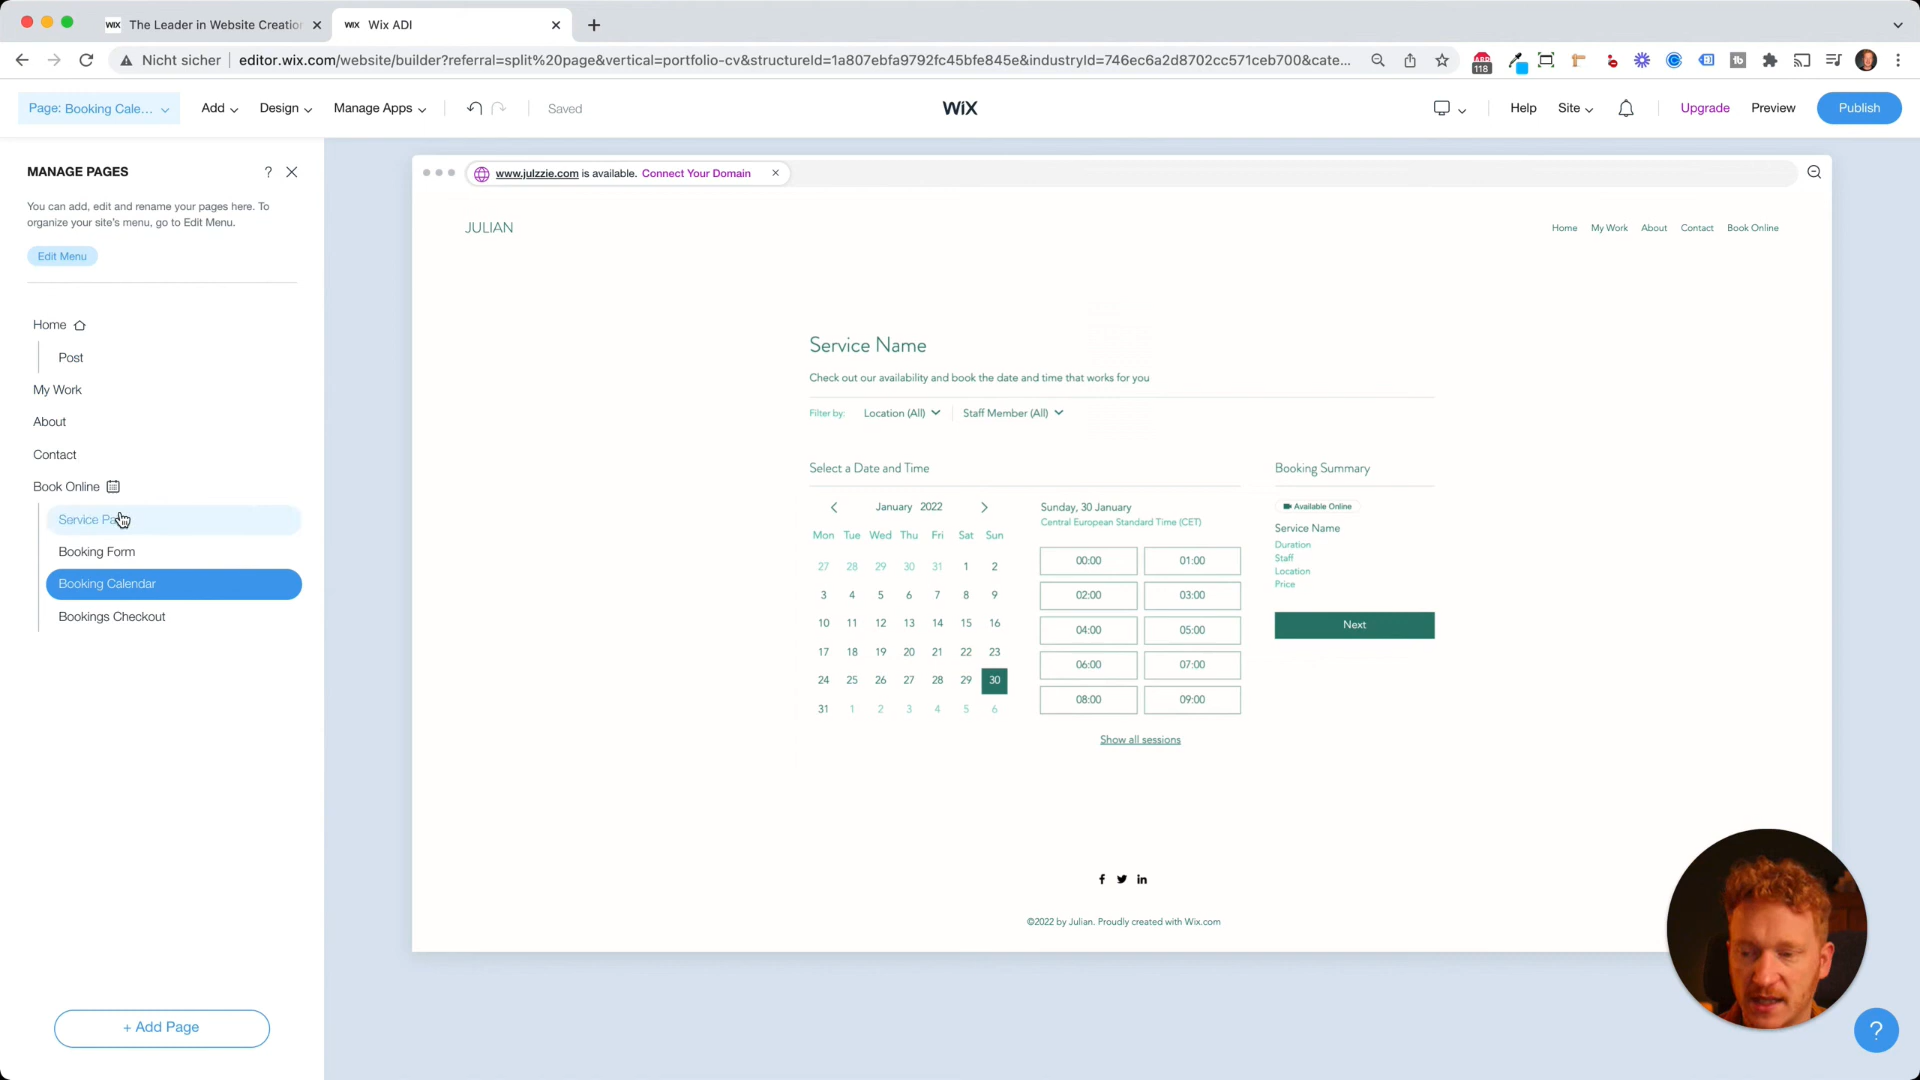 WIX The Leader in Website Creation
WIX Wix ADI
Nicht sicher editor.wix.com/website/builder?referral=split%20page&vertical=portfolio-cv&structureId=1a807ebfa9792fc45bfe845e&industryId=746ec6a2d8702cc571ceb700&cate...
118
Page: Booking Cale... Add Design Manage Apps Saved WiX Help Site Upgrade Preview Publish
MANAGE PAGES ?
You can add, edit and rename your pages here. To
organize your site's menu, go to Edit Menu.
Edit Menu
Home
Post
My Work
About
Contact
Book Online
Service Pa
Booking Form
Booking Calendar
Bookings Checkout
+ Add Page
www.julzzie.com is available. Connect Your Domain
JULIAN
Home My Work About Contact Book Online
Service Name
Check out our availability and book the date and time that works for you
Filter by: Location (All) Staff Member (All)
Select a Date and Time
January 2022
Mon Tue Wed Thu Fri Sat Sun
27 28 29 30 31 1 2
3 4 5 6 7 8 9
10 11 12 13 14 15 16
17 18 19 20 21 22 23
24 25 26 27 28 29 30
31 1 2 3 4 5 6
Sunday, 30 January
Central European Standard Time (CET)
00:00 01:00
02:00 03:00
04:00 05:00
06:00 07:00
08:00 09:00
Show all sessions
Booking Summary
Available Online
Service Name
Duration
Staff
Location
Price
Next
©2022 by Julian. Proudly created with Wix.com
?